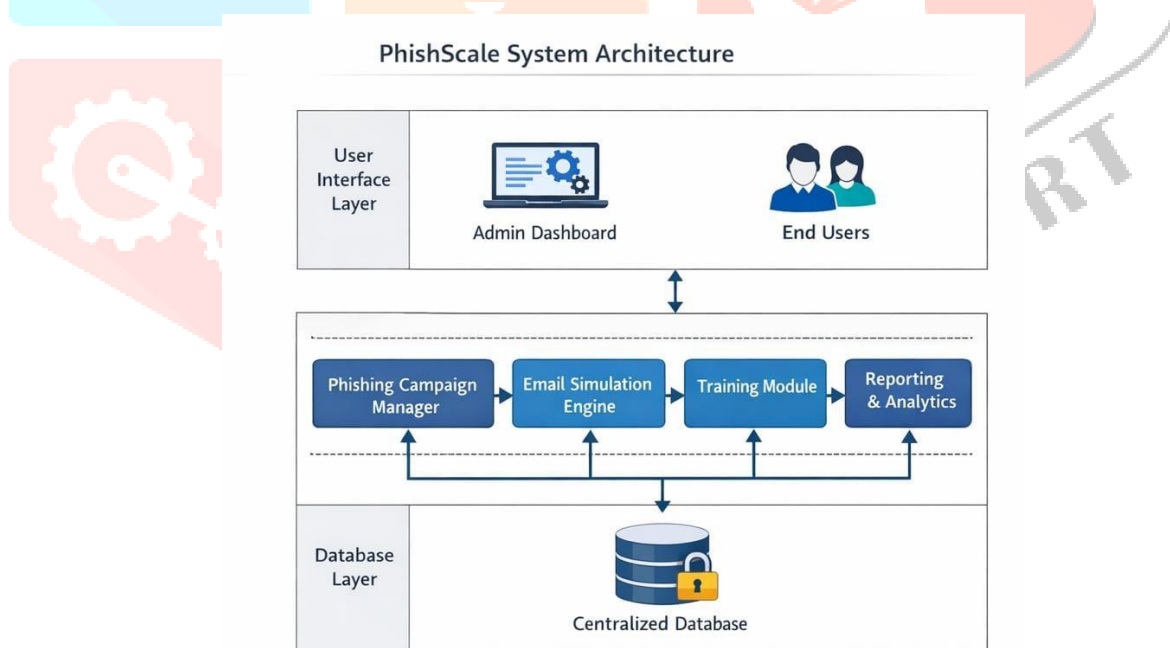 PhishScale System Architecture
User
Interface
Layer
Admin Dashboard
End Users
Phishing Campaign
Manager
Email Simulation
Engine
Training Module
Reporting
& Analytics
Database
Layer
Centralized Database